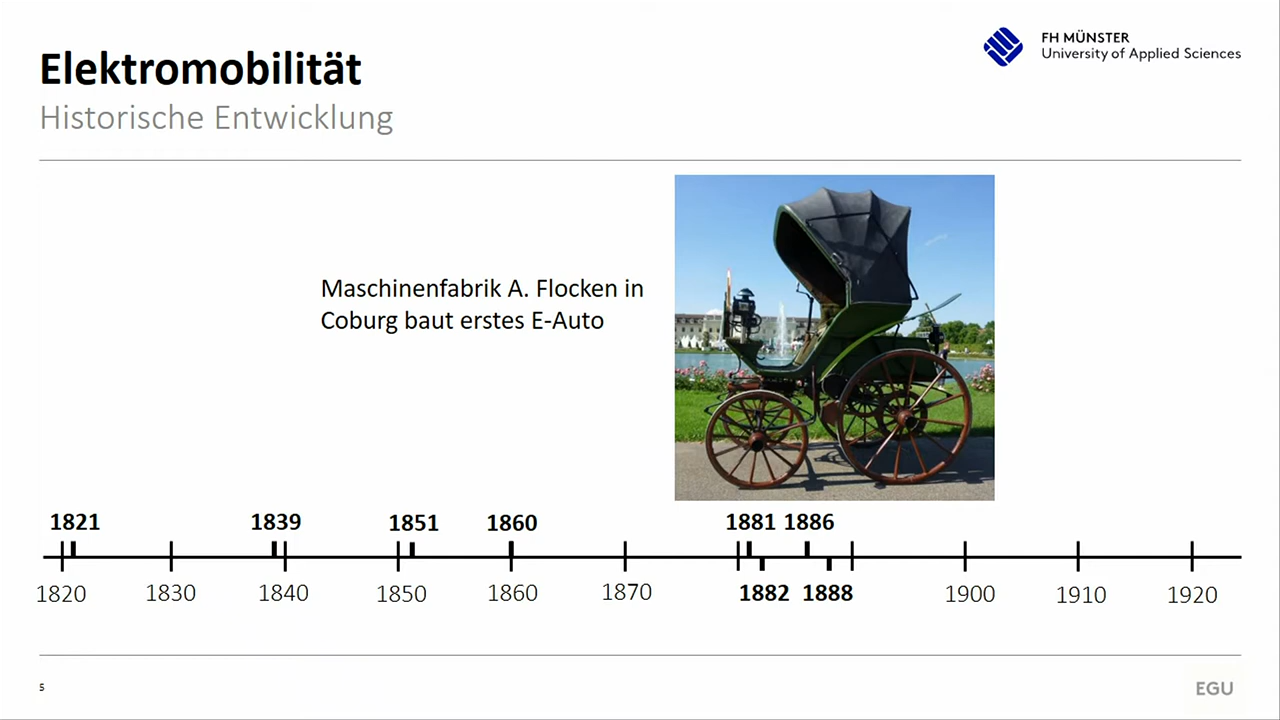 Elektromobilität
Historische Entwicklung
FH MÜNSTER
University of Applied Sciences
Maschinenfabrik A. Flocken in
Coburg baut erstes E-Auto
1821 1839 1851 1860 1881 1886
1820 1830 1840 1850 1860 1870 1882 1888 1900 1910 1920
5
EGU